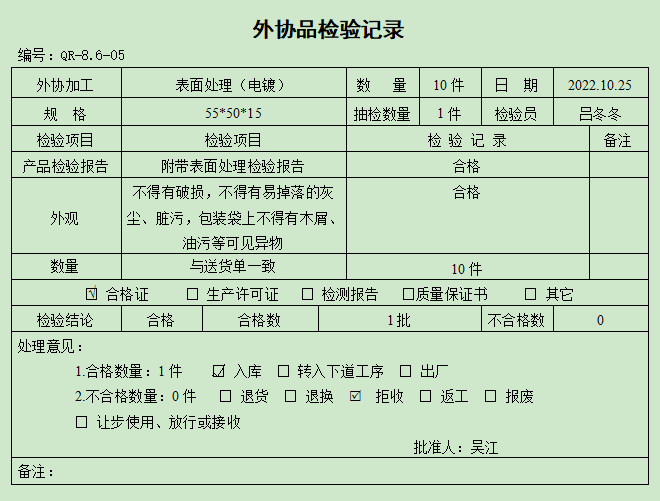 外协品检验记录
编号：QR-8.6-05
外协加工 表面处理（电镀） 数 量 10 件 日 期 2022.10.25
规 格 55*50*15 抽检数量 1 件 检验员 吕冬冬
检验项目 检验项目 检 验 记 录 备注
产品检验报告 附带表面处理检验报告 合格
外观 不得有破损，不得有易掉落的灰 合格
尘、脏污，包装袋上不得有木屑、
油污等可见异物
数量 与送货单一致 10 件
☑ 合格证 □ 生产许可证 □ 检测报告 □质量保证书 □ 其它
检验结论 合格 合格数 1 批 不合格数 0
处理意见：
1.合格数量：1 件 ☑ 入库 □ 转入下道工序 □ 出厂
2.不合格数量：0 件 □ 退货 □ 退换 ☑ 拒收 □ 返工 □ 报废
□ 让步使用、放行或接收
批准人：吴江
备注：